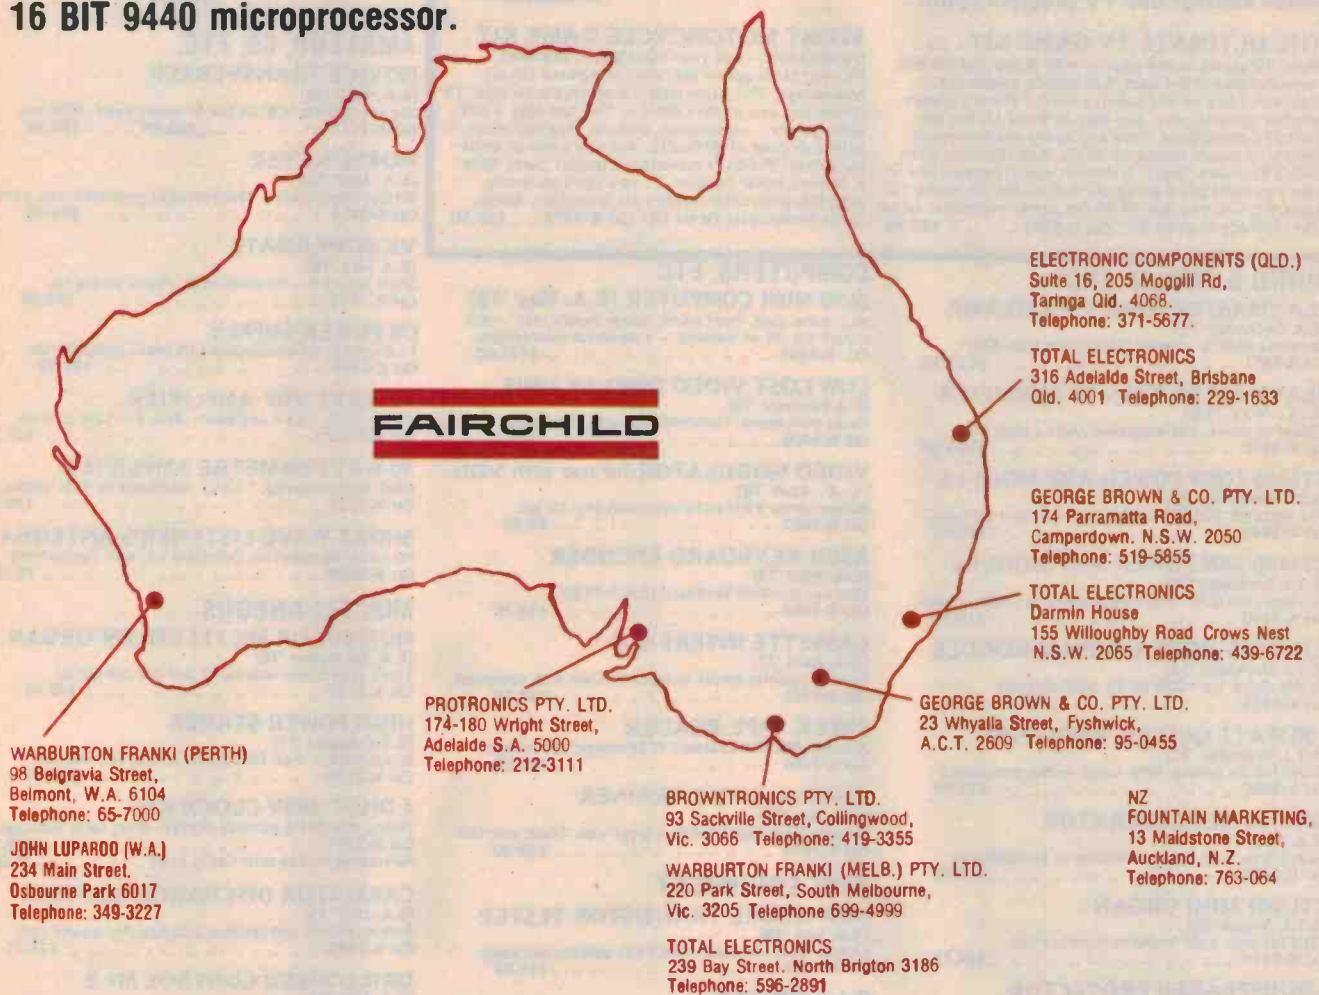 16 BIT 9440 microprocessor.
FAIRCHILD
ELECTRONIC COMPONENTS (QLD.)
Suite 16, 205 Moggill Rd,
Taringa Qld. 4068.
Telephone: 371-5677.
TOTAL ELECTRONICS
316 Adelaide Street, Brisbane
Qld. 4001 Telephone: 229-1633
GEORGE BROWN & CO. PTY. LTD.
174 Parramatta Road,
Camperdown. N.S.W. 2050
Telephone: 519-5855
TOTAL ELECTRONICS
Darmin House
155 Willoughby Road Crows Nest
N.S.W. 2065 Telephone: 439-6722
GEORGE BROWN & CO. PTY. LTD.
23 Whyalla Street, Fyshwick,
A.C.T. 2609 Telephone: 95-0455
PROTRONICS PTY. LTD.
174-180 Wright Street,
Adelaide S.A. 5000
Telephone: 212-3111
WARBURTON FRANKI (PERTH)
98 Belgravia Street,
Belmont, W.A. 6104
Telephone: 65-7000
JOHN LUPAROO (W.A.)
234 Main Street.
Osbourne Park 6017
Telephone: 349-3227
BROWNTRONICS PTY. LTD.
93 Sackville Street, Collingwood,
Vic. 3066 Telephone: 419-3355
WARBURTON FRANKI (MELB.) PTY. LTD.
220 Park Street, South Melbourne,
Vic. 3205 Telephone 699-4999
TOTAL ELECTRONICS
239 Bay Street. North Brigton 3186
Telephone: 596-2891
NZ
FOUNTAIN MARKETING,
13 Maidstone Street,
Auckland, N.Z.
Telephone: 763-064